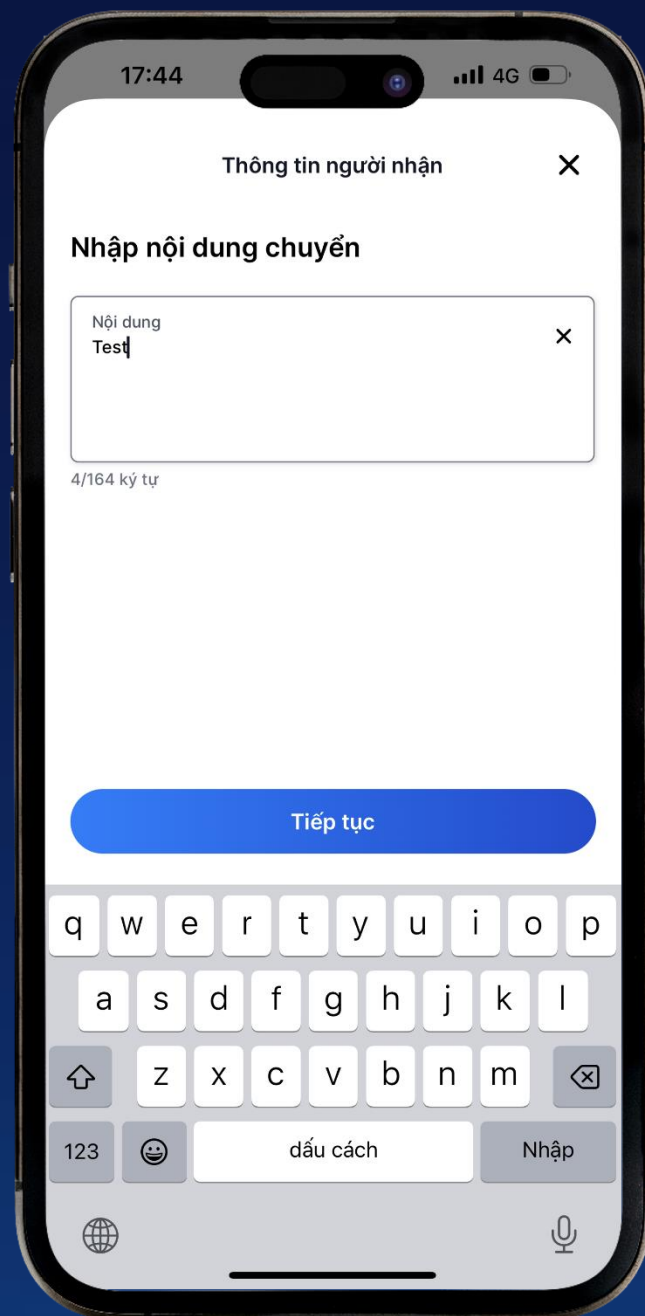 17:44
4G
Thông tin người nhận
Nhập nội dung chuyển
Nội dung
Test
4/164 ký tự
Tiếp tục
q w e r t y u i o p
a s d f g h j k l
z x c v b n m
123 dấu cách Nhập